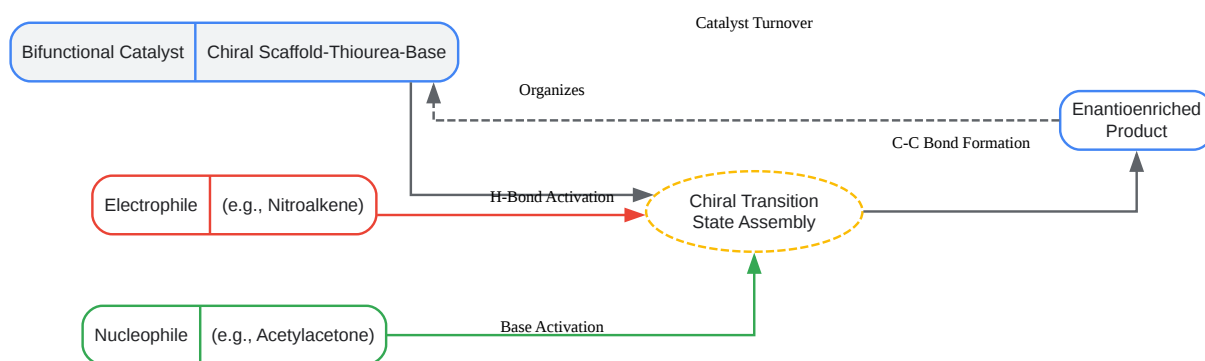 Catalyst Turnover
Bifunctional Catalyst
Chiral Scaffold-Thiourea-Base
Organizes
Enantioenriched
Product
C-C Bond Formation
Electrophile
(e.g., Nitroalkene)
H-Bond Activation
Chiral Transition
State Assembly
Nucleophile
(e.g., Acetylacetone)
Base Activation